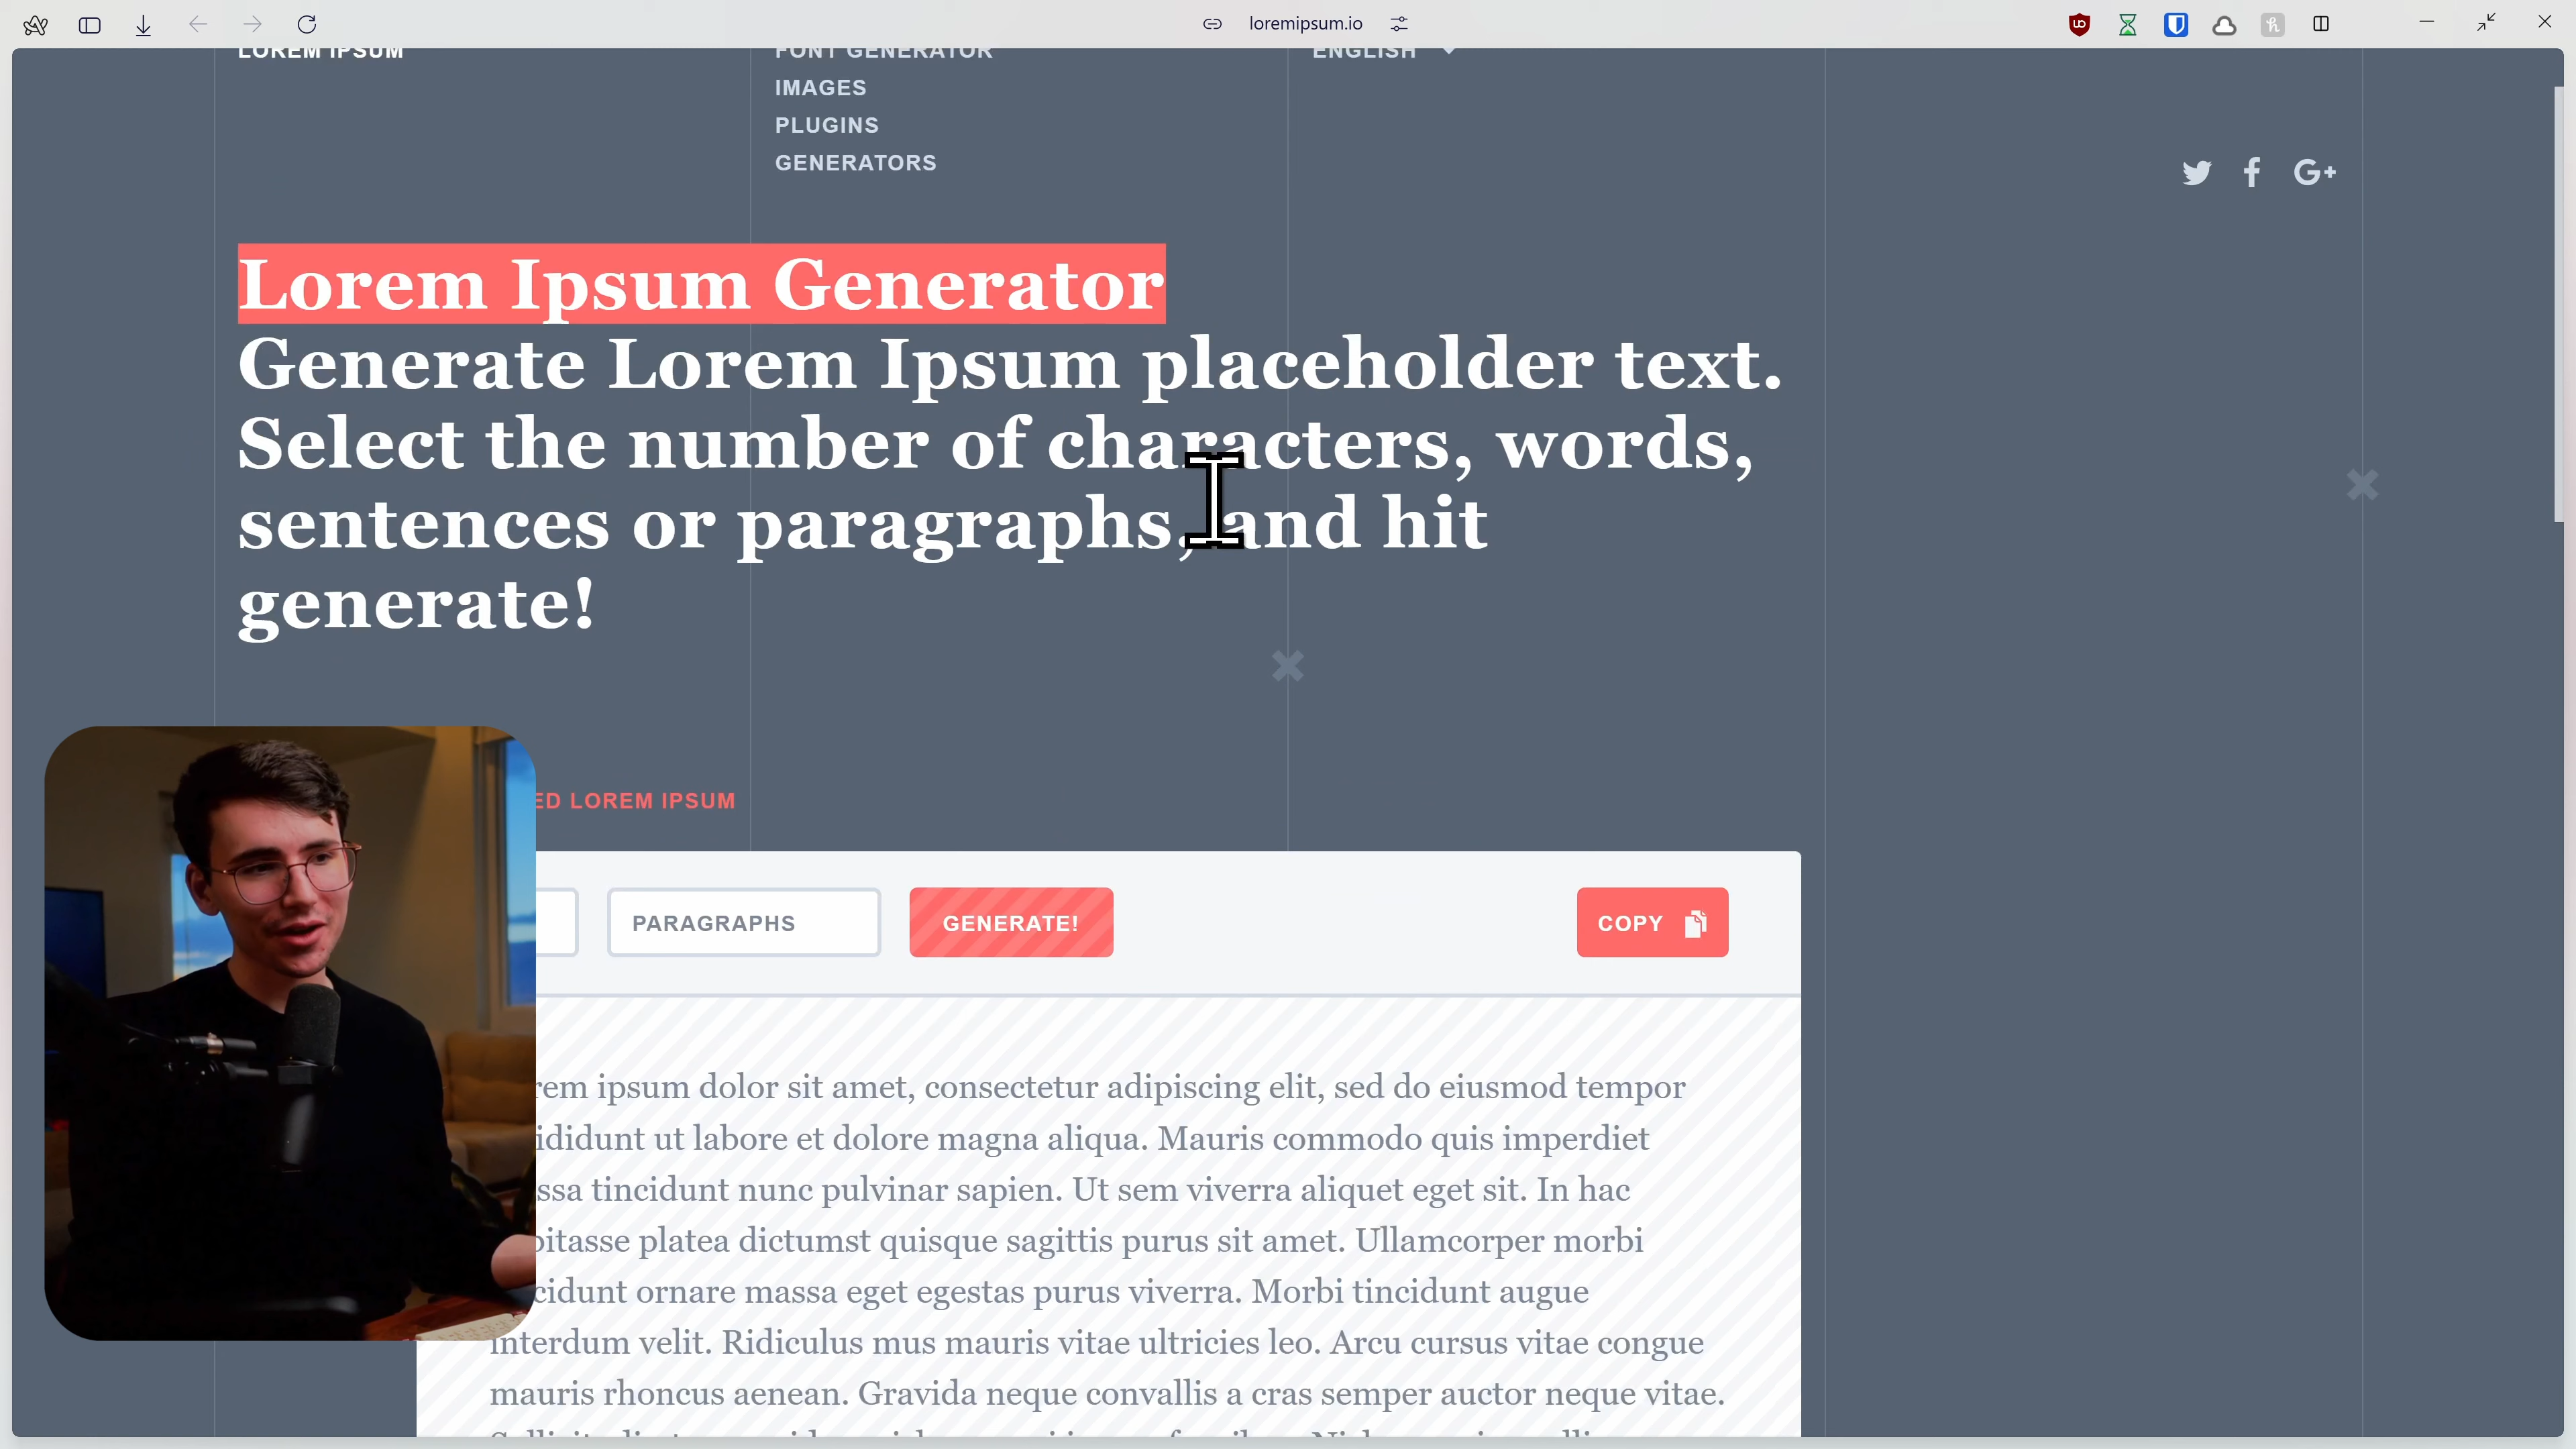 loremipsum.io
LOREM IPSUM
FONT GENERATOR
IMAGES
PLUGINS
GENERATORS
ENGLISH
G+
Lorem Ipsum Generator
Generate Lorem Ipsum placeholder text.
Select the number of characters, words,
sentences or paragraphs, and hit
generate!
ED LOREM IPSUM
PARAGRAPHS
GENERATE!
COPY
rem ipsum dolor sit amet, consectetur adipiscing elit, sed do eiusmod tempor
ididunt ut labore et dolore magna aliqua. Mauris commodo quis imperdiet
ssa tincidunt nunc pulvinar sapien. Ut sem viverra aliquet eget sit. In hac
bitasse platea dictumst quisque sagittis purus sit amet. Ullamcorper morbi
cidunt ornare massa eget egestas purus viverra. Morbi tincidunt augue
interdum velit. Ridiculus mus mauris vitae ultricies leo. Arcu cursus vitae congue
mauris rhoncus aenean. Gravida neque convallis a cras semper auctor neque vitae.